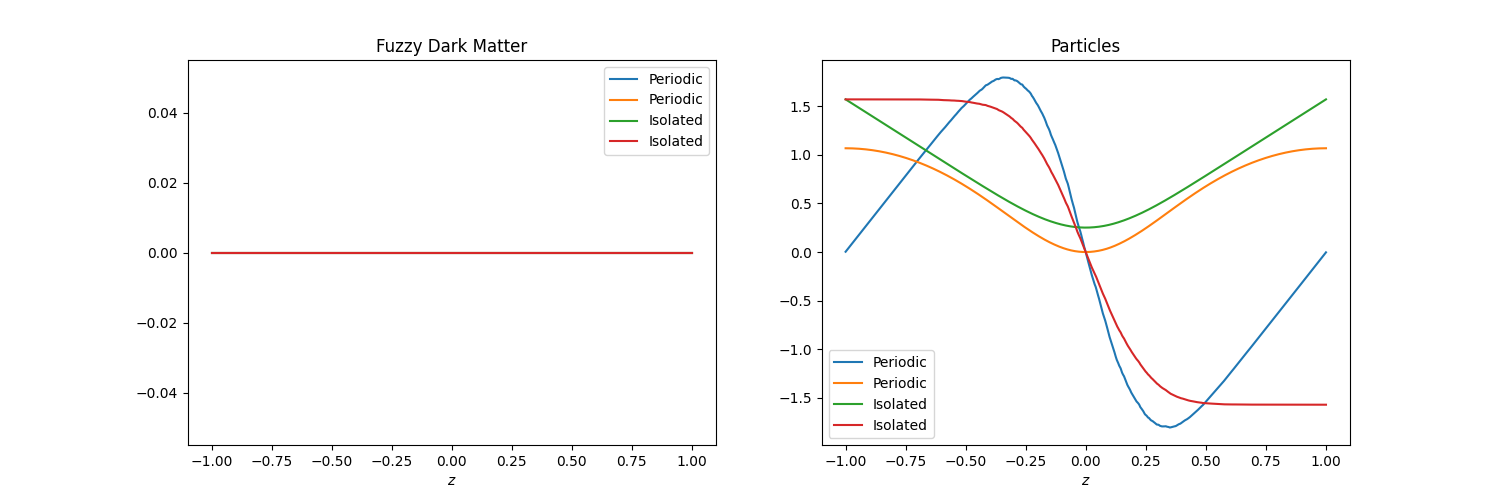 Fuzzy Dark Matter
0.04
0.02
0.00
−0.02
−0.04
Periodic
Periodic
Isolated
Isolated
−1.00 −0.75 −0.50 −0.25 0.00 0.25 0.50 0.75 1.00
z
Particles
1.5
1.0
0.5
0.0
−0.5
−1.0
−1.5
Periodic
Periodic
Isolated
Isolated
−1.00 −0.75 −0.50 −0.25 0.00 0.25 0.50 0.75 1.00
z